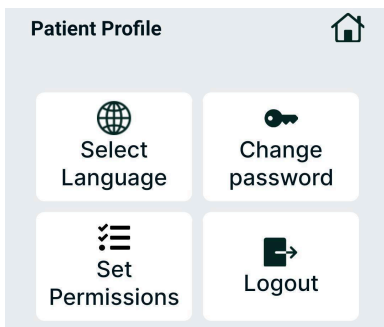 Patient Profile
Select
Language
Change
password
Set
Permissions
Logout